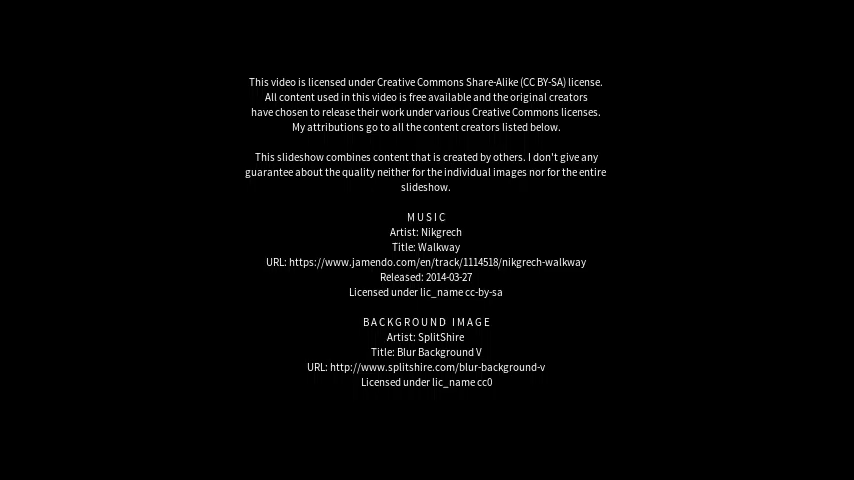 This video is licensed under Creative Commons Share-Alike (CC BY-SA) license.
All content used in this video is free available and the original creators
have chosen to release their work under various Creative Commons licenses.
My attributions go to all the content creators listed below.
This slideshow combines content that is created by others. I don't give any
guarantee about the quality neither for the individual images nor for the entire
slideshow.
MUSIC
Artist: Nikgrech
Title: Walkway
URL: https://www.jamendo.com/en/track/1114518/nikgrech-walkway
Released: 2014-03-27
Licensed under lic_name cc-by-sa
BACKGROUND IMAGE
Artist: SplitShire
Title: Blur Background V
URL: http://www.splitshire.com/blur-background-v
Licensed under lic_name cc0